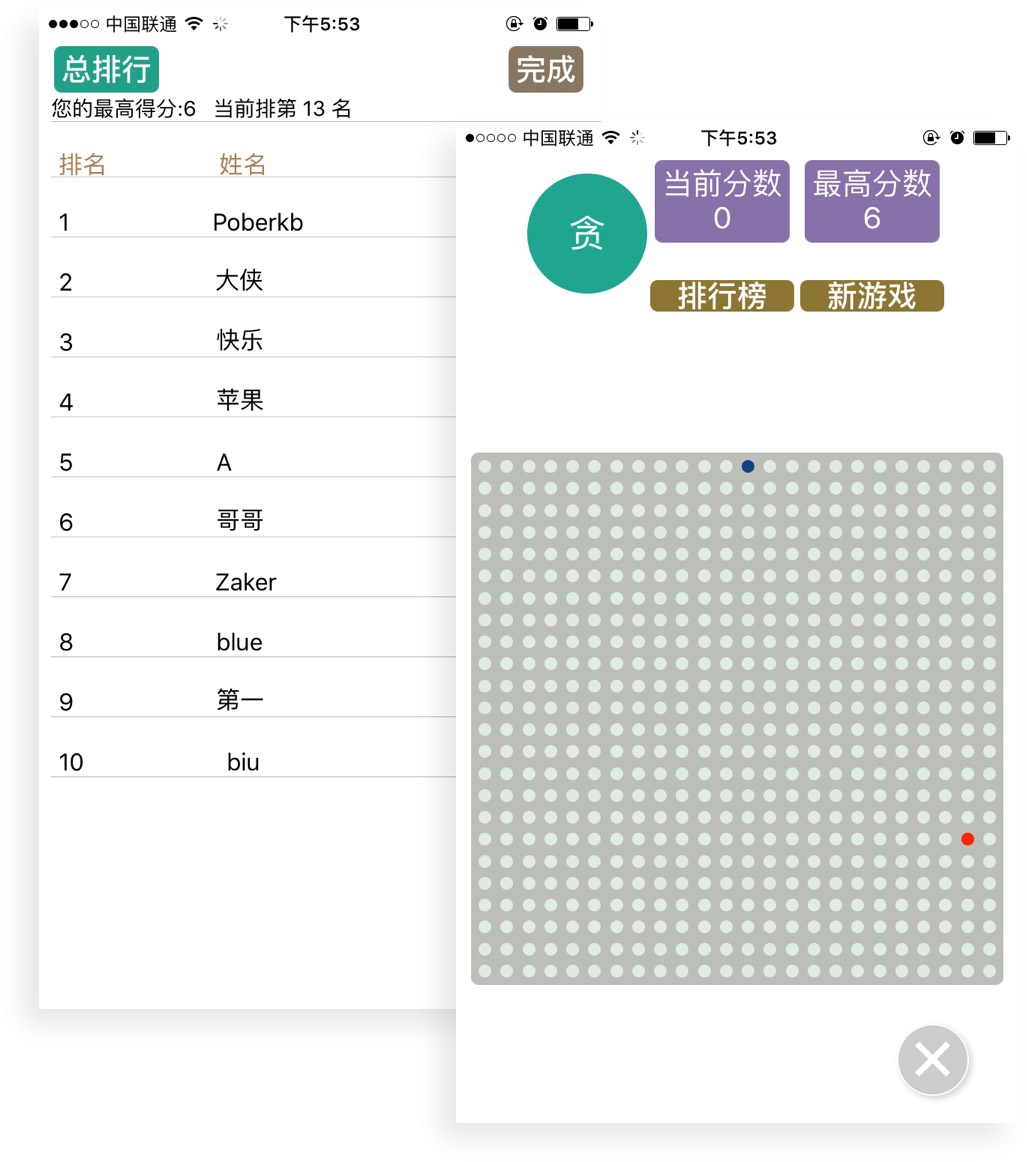 中国联通 下午5:53
总排行 完成
您的最高得分:6 当前排第 13 名
排名 姓名
1 Poberkb
2 大侠
3 快乐
4 苹果
5 A
6 哥哥
7 Zaker
8 blue
9 第一
10 biu
中国联通 下午5:53
贪
当前分数 最高分数
0 6
排行榜 新游戏